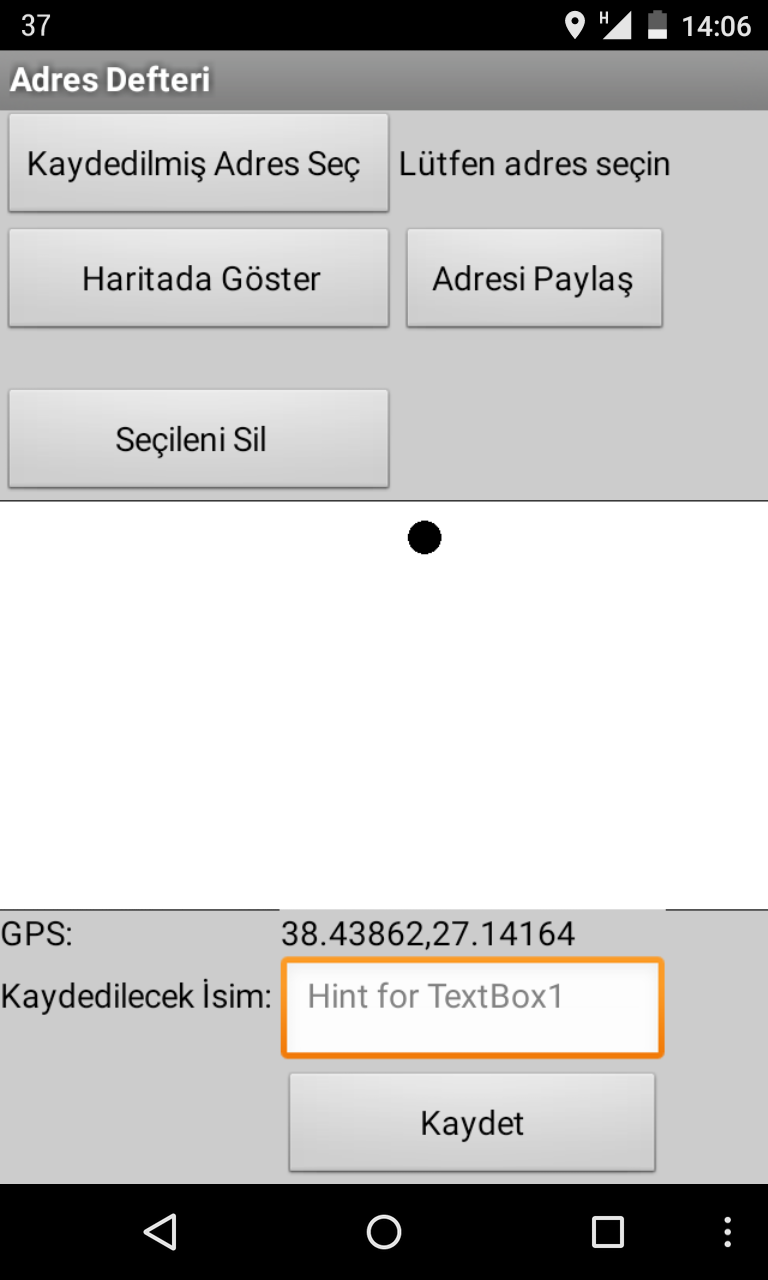 37 H 14:06
Adres Defteri
Kaydedilmiş Adres Seç Lütfen adres seçin
Haritada Göster Adresi Paylaş
Seçileni Sil
GPS: 38.43862,27.14164
Kaydedilecek İsim: Hint for TextBox1
Kaydet